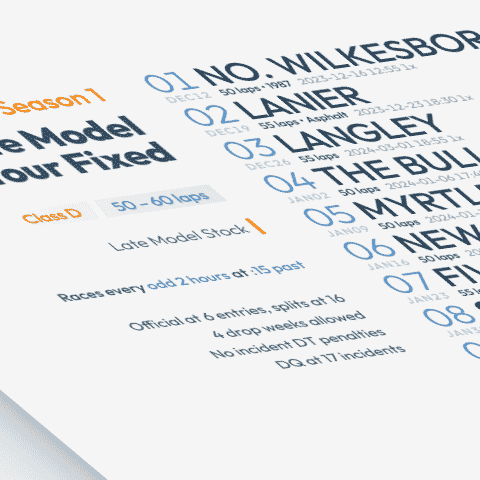 Season 1
Model
our Fixed
Class D
50 - 60 laps
Late Model Stock
Races every odd 2 hours at :15 past
Official at 6 entries, splits at 16
4 drop weeks allowed
No incident DT penalties
DQ at 17 incidents
01 NO. WILKESBOR
DEC12 50 laps • 1987 2023-12-16 12:55 1x
02 LANIER
DEC19 55 laps • Asphalt 2023-12-23 18:30 1x
03 LANGLEY
DEC26 55 laps 2024-03-01 18:55 1x
04 THE BULL
JAN02 50 laps 2024-01-06 17:4
05 MYRTL
JAN09 50 laps 2024-01-
06 NEW
JAN16 50 laps
07 FIV
JAN23 55
08